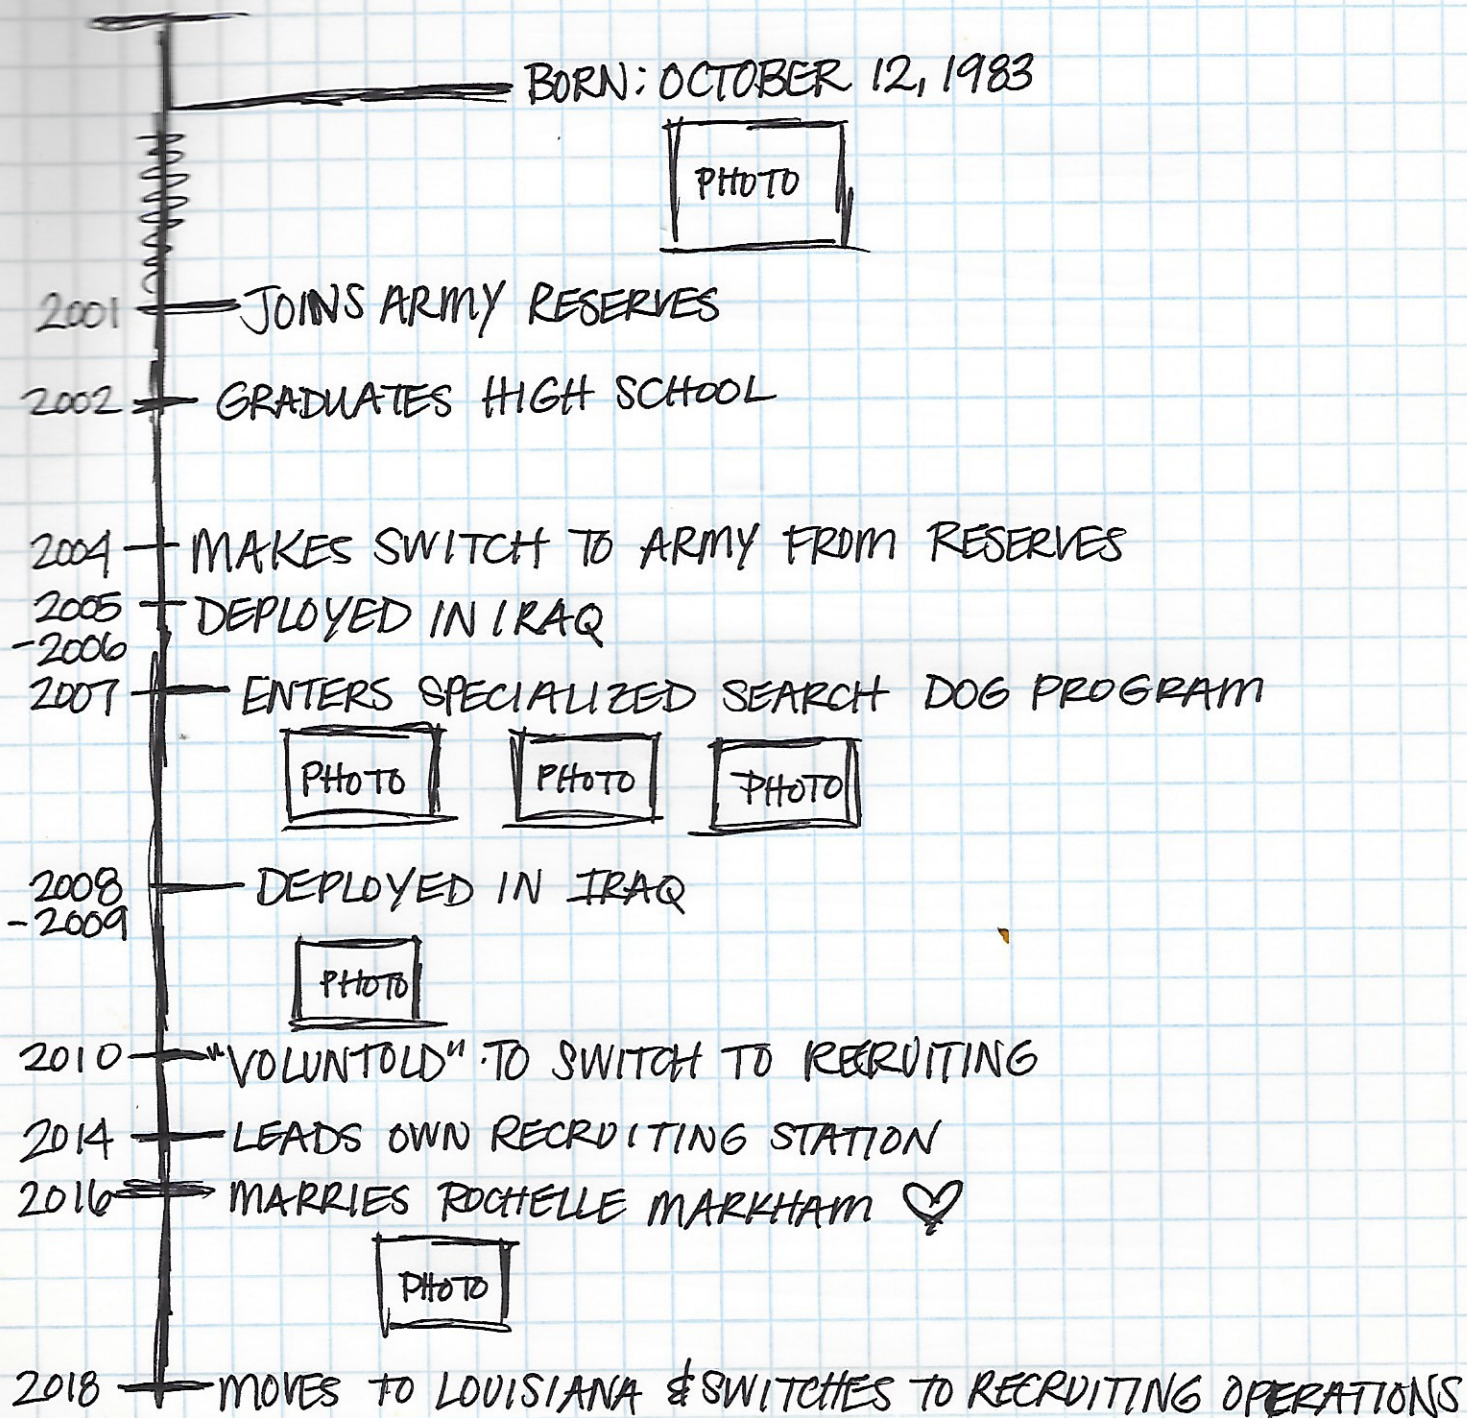 BORN: OCTOBER 12, 1983
PHOTO
2001 JOINS ARMY RESERVES
2002 GRADUATES HIGH SCHOOL
2004 MAKES SWITCH TO ARMY FROM RESERVES
2005 DEPLOYED IN IRAQ
-2006
2007 ENTERS SPECIALIZED SEARCH DOG PROGRAM
PHOTO PHOTO PHOTO
2008 DEPLOYED IN IRAQ
-2009
PHOTO
2010 "VOLUNTOLD" TO SWITCH TO RECRUITING
2014 LEADS OWN RECRUITING STATION
2016 MARRIES ROCHELLE MARKHAM
PHOTO
2018 MOVES TO LOUISIANA & SWITCHES TO RECRUITING OPERATIONS